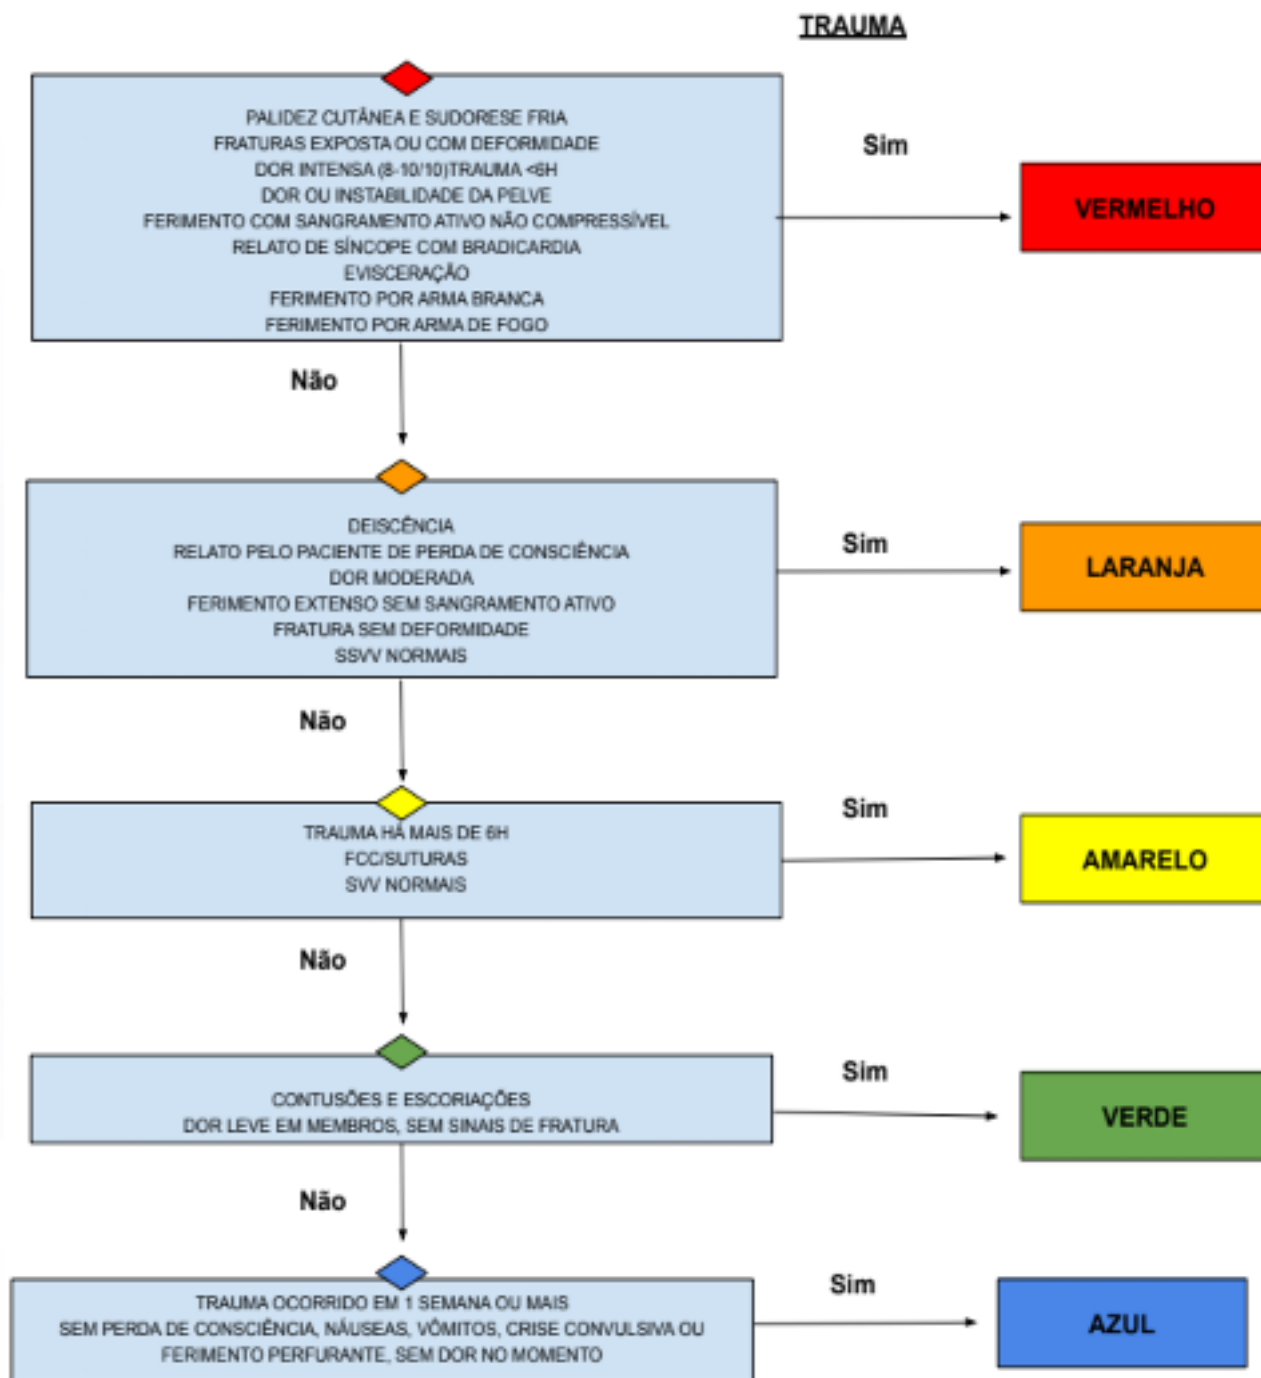 TRAUMA
PALIDEZ CUTÂNEA E SUDORESE FRIA
FRATURAS EXPOSTA OU COM DEFORMIDADE
DOR INTENSA (8-10/10)TRAUMA <6H
DOR OU INSTABILIDADE DA PELVE
FERIMENTO COM SANGRAMENTO ATIVO NÃO COMPRESSÍVEL
RELATO DE SÍNCOPE COM BRADICARDIA
EVISCERAÇÃO
FERIMENTO POR ARMA BRANCA
FERIMENTO POR ARMA DE FOGO
Sim
VERMELHO
Não
DEISCÊNCIA
RELATO PELO PACIENTE DE PERDA DE CONSCIÊNCIA
DOR MODERADA
FERIMENTO EXTENSO SEM SANGRAMENTO ATIVO
FRATURA SEM DEFORMIDADE
SSVV NORMAIS
Sim
LARANJA
Não
TRAUMA HÁ MAIS DE 6H
FCC/SUTURAS
SVV NORMAIS
Sim
AMARELO
Não
CONTUSÕES E ESCORIAÇÕES
DOR LEVE EM MEMBROS, SEM SINAIS DE FRATURA
Sim
VERDE
Não
TRAUMA OCORRIDO EM 1 SEMANA OU MAIS
SEM PERDA DE CONSCIÊNCIA, NÁUSEAS, VÔMITOS, CRISE CONVULSIVA OU
FERIMENTO PERFURANTE, SEM DOR NO MOMENTO
Sim
AZUL